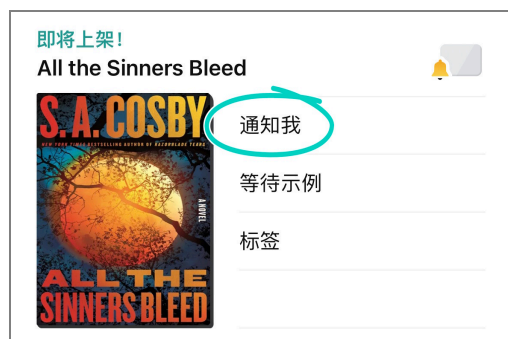 即将上架！
All the Sinners Bleed
S.A. COSBY
NEW YORK TIMES BESTSELLING AUTHOR OF RAZORBLADE TEARS
A NOVEL
ALL THE
SINNERS BLEED
通知我
等待示例
标签